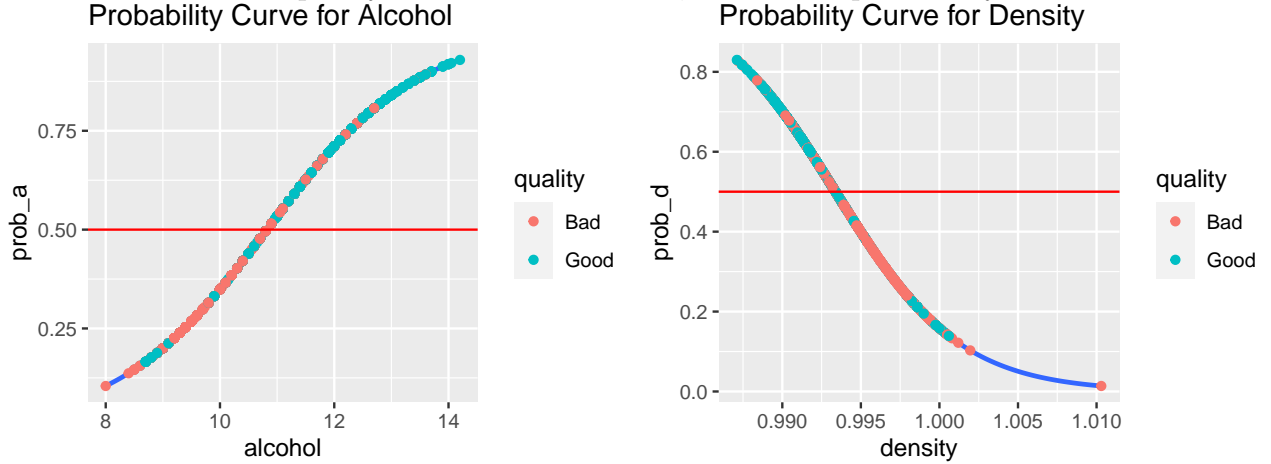 Probability Curve for Alcohol
prob_a
0.75
0.50
0.25
8
10
12
14
alcohol
quality
Bad
Good
Probability Curve for Density
prob_d
0.8
0.6
0.4
0.2
0.0
0.990
0.995
1.000
1.005
1.010
density
quality
Bad
Good